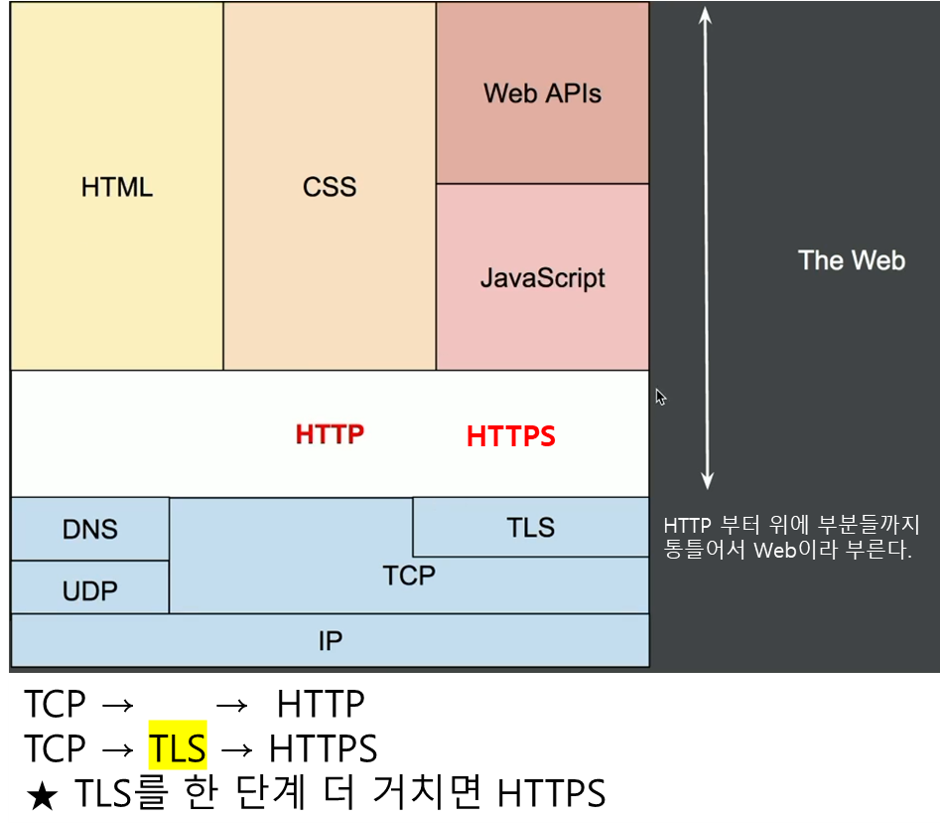 Web APIs
HTML
CSS
JavaScript
The Web
HTTP
HTTPS
DNS
TLS
HTTP 부터 위에 부분들까지
통틀어서 Web이라 부른다.
TCP
UDP
IP
TCP → → HTTP
TCP → TLS → HTTPS
★ TLS를 한 단계 더 거치면 HTTPS